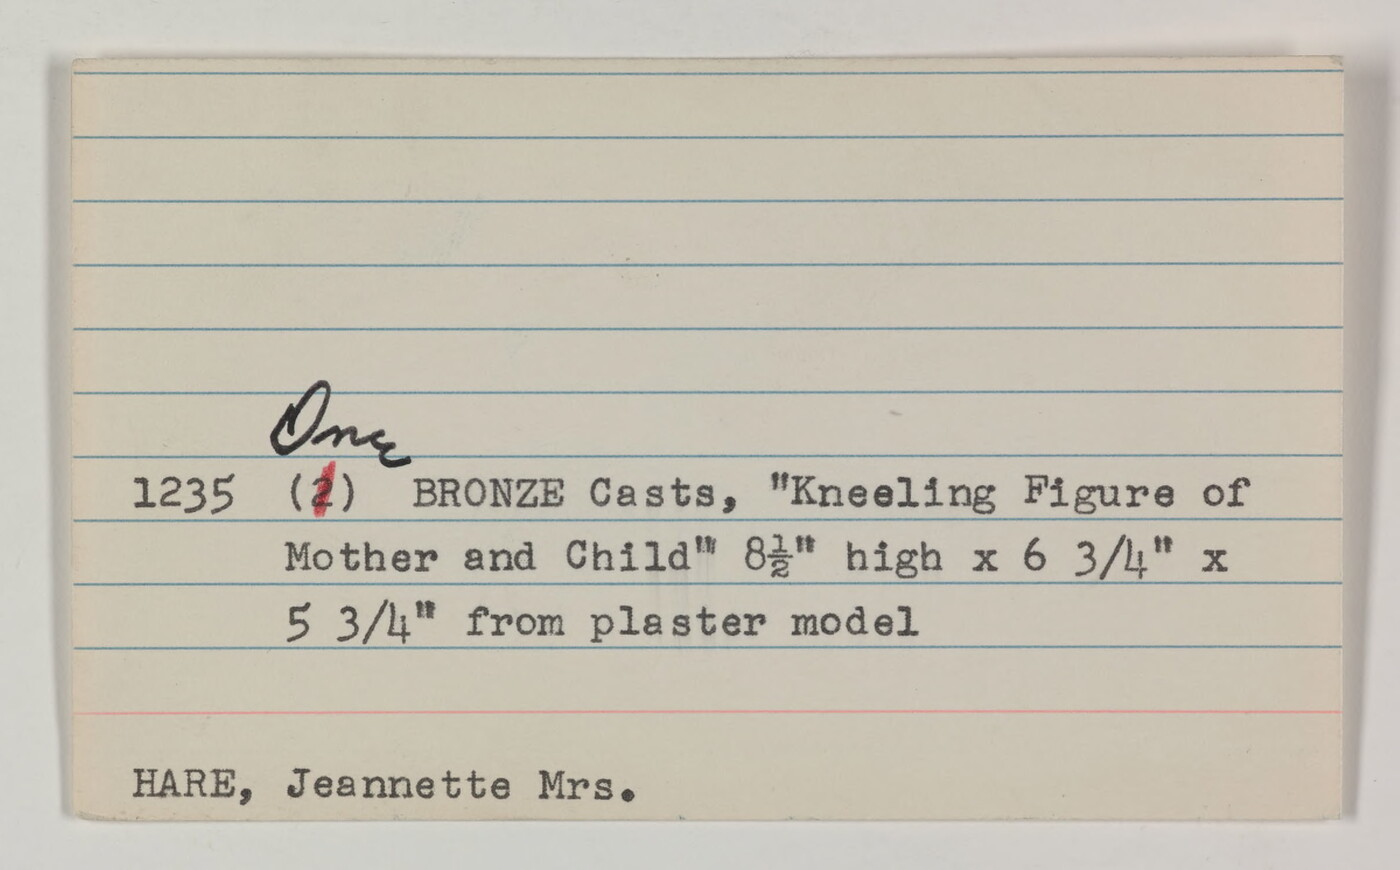 One
1235 (2) BRONZE Casts, "Kneeling Figure of
Mother and Child" 8½" high x 6 3/4" x
5 3/4" from plaster model
HARE, Jeannette Mrs.